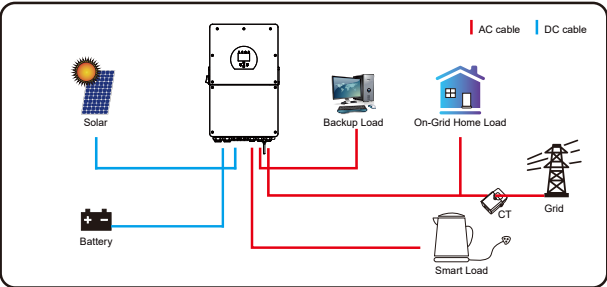 AC cable
DC cable
Solar
Backup Load
On-Grid Home Load
CT
Grid
Battery
Smart Load